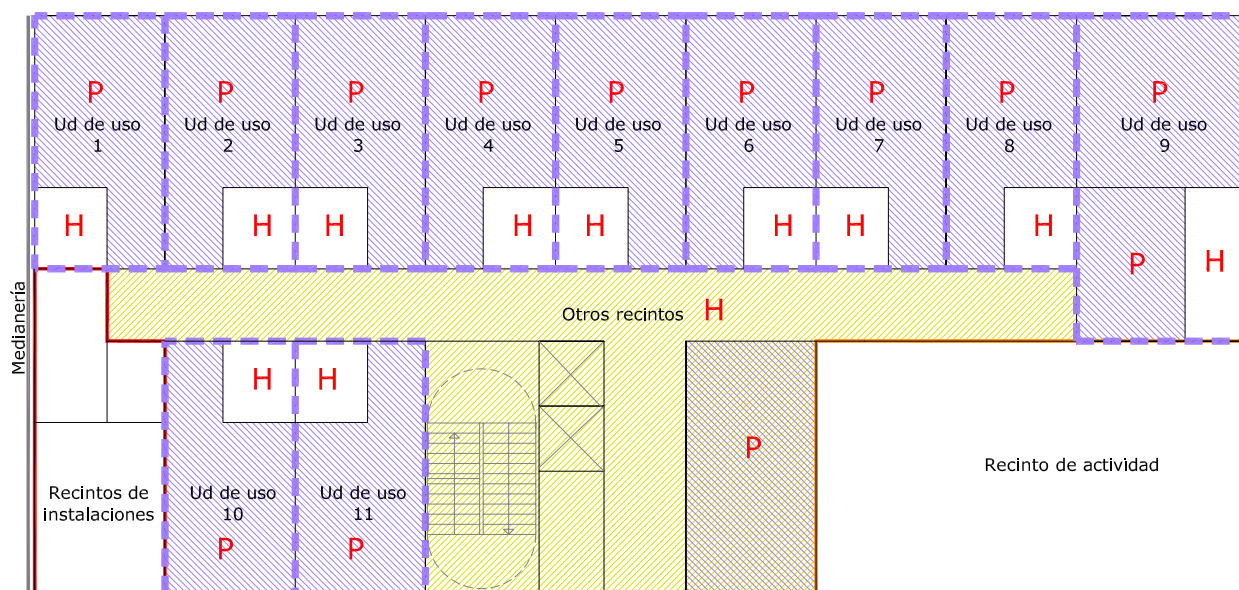 P P P P P P P P P
Ud de uso Ud de uso Ud de uso Ud de uso Ud de uso Ud de uso Ud de uso Ud de uso Ud de uso
1 2 3 4 5 6 7 8 9
H H H H H H H H
P H
Medianería
Otros recintos H
H H
P
Recinto de actividad
Recintos de Ud de uso Ud de uso
instalaciones 10 11
P P